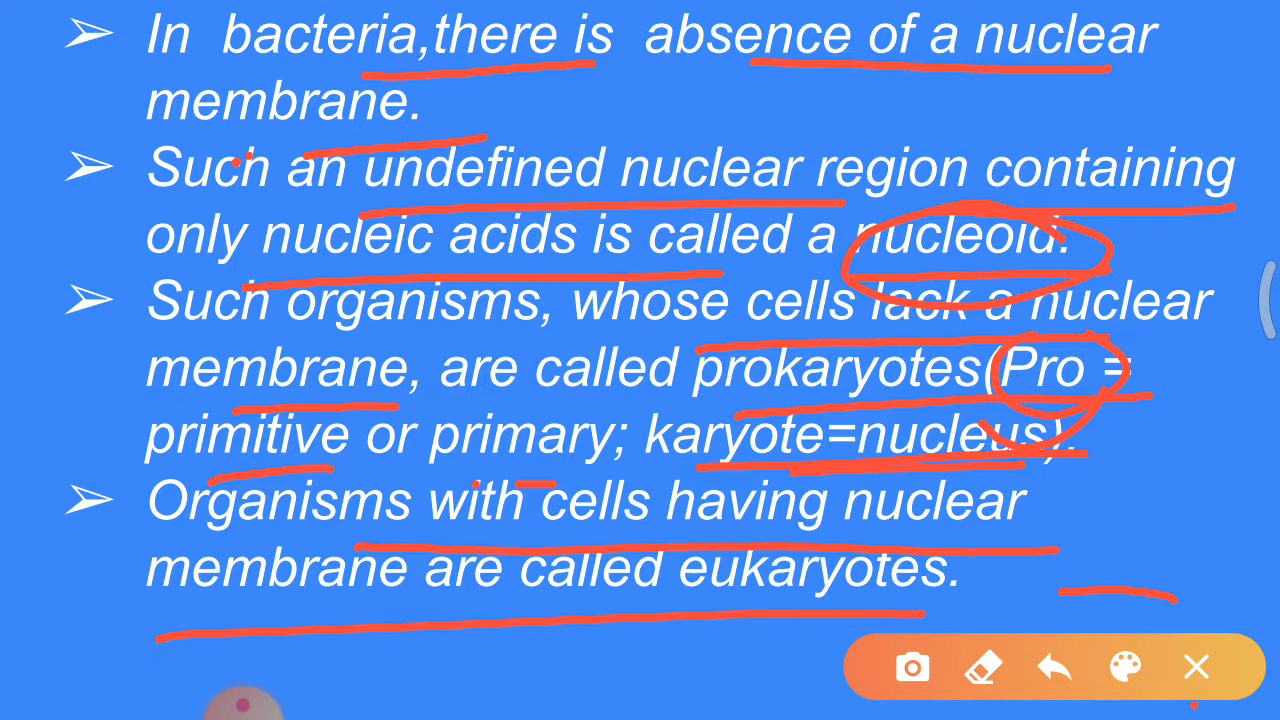 ➢ In bacteria,there is absence of a nuclear
membrane.
➢ Such an undefined nuclear region containing
only nucleic acids is called a nucleoid.
➢ Such organisms, whose cells lack a nuclear
membrane, are called prokaryotes(Pro =
primitive or primary; karyote=nucleus).
➢ Organisms with cells having nuclear
membrane are called eukaryotes.